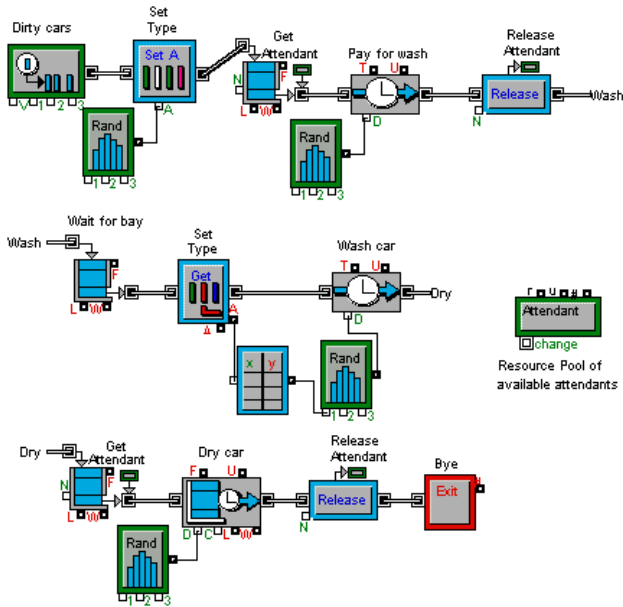 Dirty cars
Set
Type
Get
Attendant
Pay for wash
Release
Attendant
Set A
F
T U
N
Release
Wash
V 1 2 3
A
L W
D
N
Rand
Rand
1 2 3
1 2 3
Wait for bay
Set
Type
Wash car
Wash
Get
F
T U
Dry
L W
A
Δ
D
r u #
Attendant
change
x y
Rand
1 2 3
Resource Pool of
available attendants
Dry
Get
Attendant
Dry car
Release
Attendant
Bye
F
F U
N
Release
Exit
#
L W
D C L W
N
Rand
1 2 3